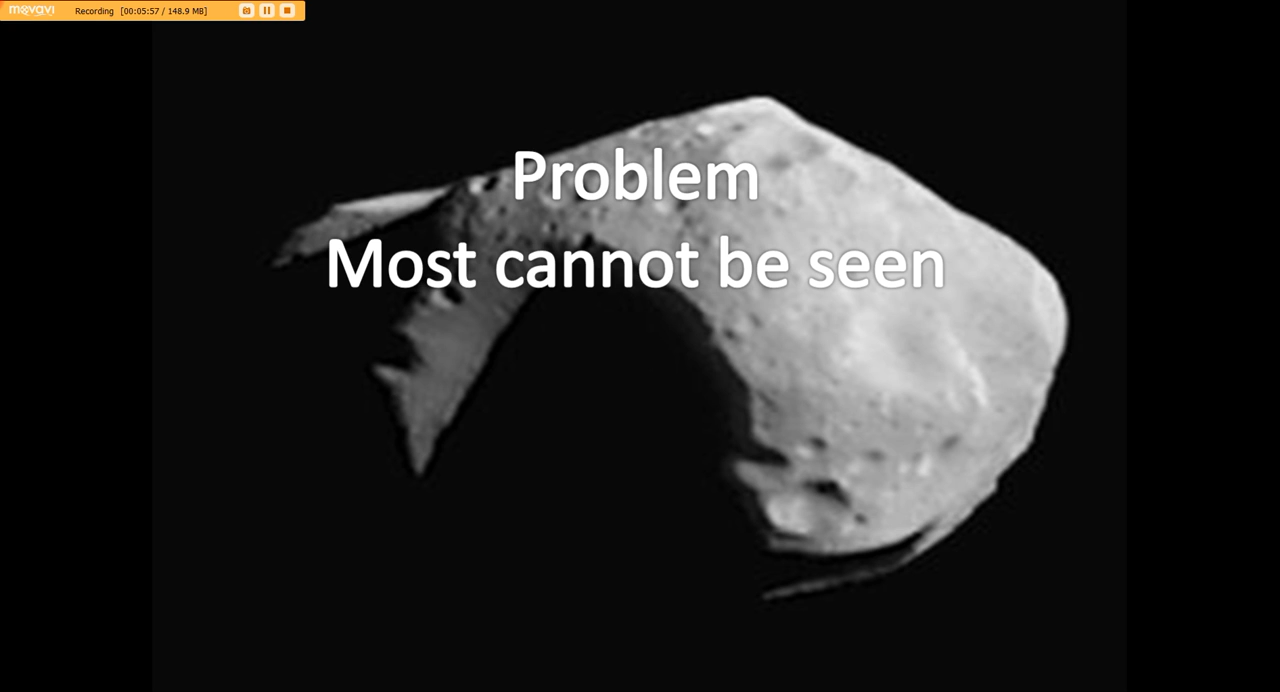 movavi
Recording [00:05:57 / 148.9 MB]
Problem
Most cannot be seen